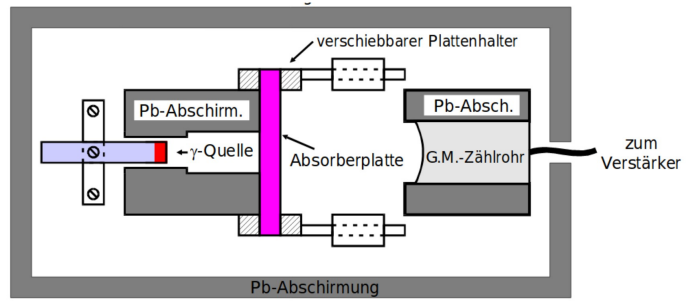 verschiebbarer Plattenhalter
Pb-Abschirm.
Pb-Absch.
γ-Quelle
Absorberplatte
G.M.-Zählrohr
zum
Verstärker
Pb-Abschirmung